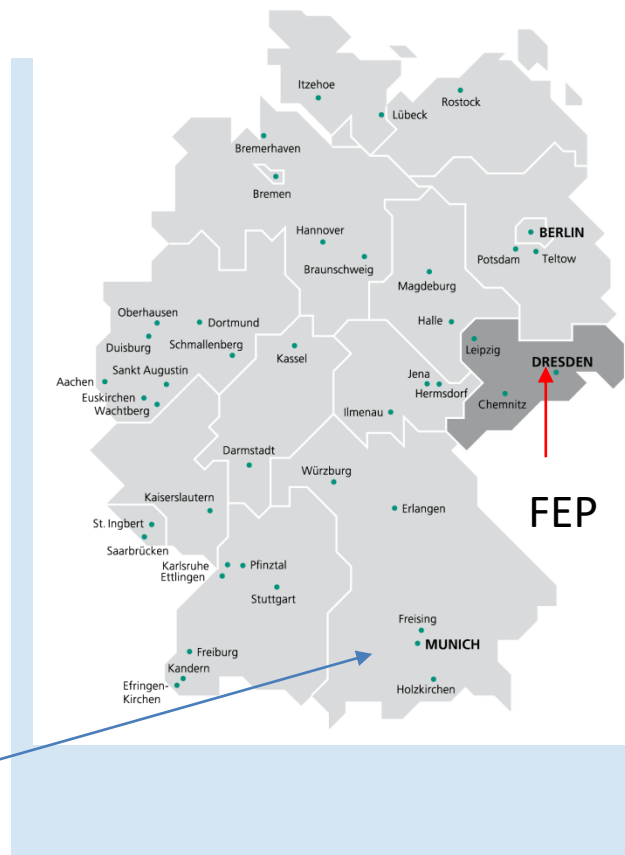 Itzehoe
Rostock
Lübeck
Bremerhaven
Bremen
Hannover
BERLIN
Potsdam
Teltow
Braunschweig
Magdeburg
Oberhausen
Dortmund
Halle
Duisburg
Schmallenberg
Kassel
Leipzig
DRESDEN
Aachen
Sankt Augustin
Jena
Euskirchen
Hermsdorf
Chemnitz
Wachtberg
Ilmenau
Darmstadt
Würzburg
Kaiserslautern
Erlangen
FEP
St. Ingbert
Saarbrücken
Karlsruhe
Pfinztal
Ettlingen
Stuttgart
Freising
MUNICH
Freiburg
Kandern
Efringen-
Kirchen
Holzkirchen